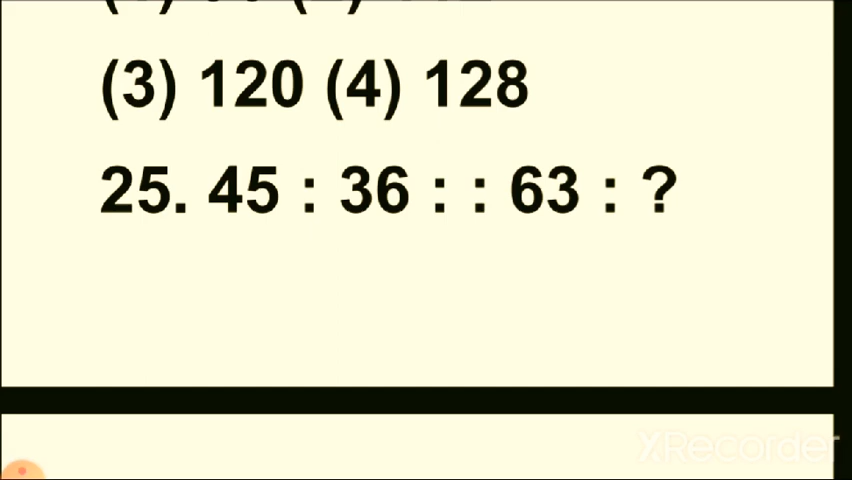 (3) 120 (4) 128
25. 45 : 36 : : 63 : ?
XRecorder